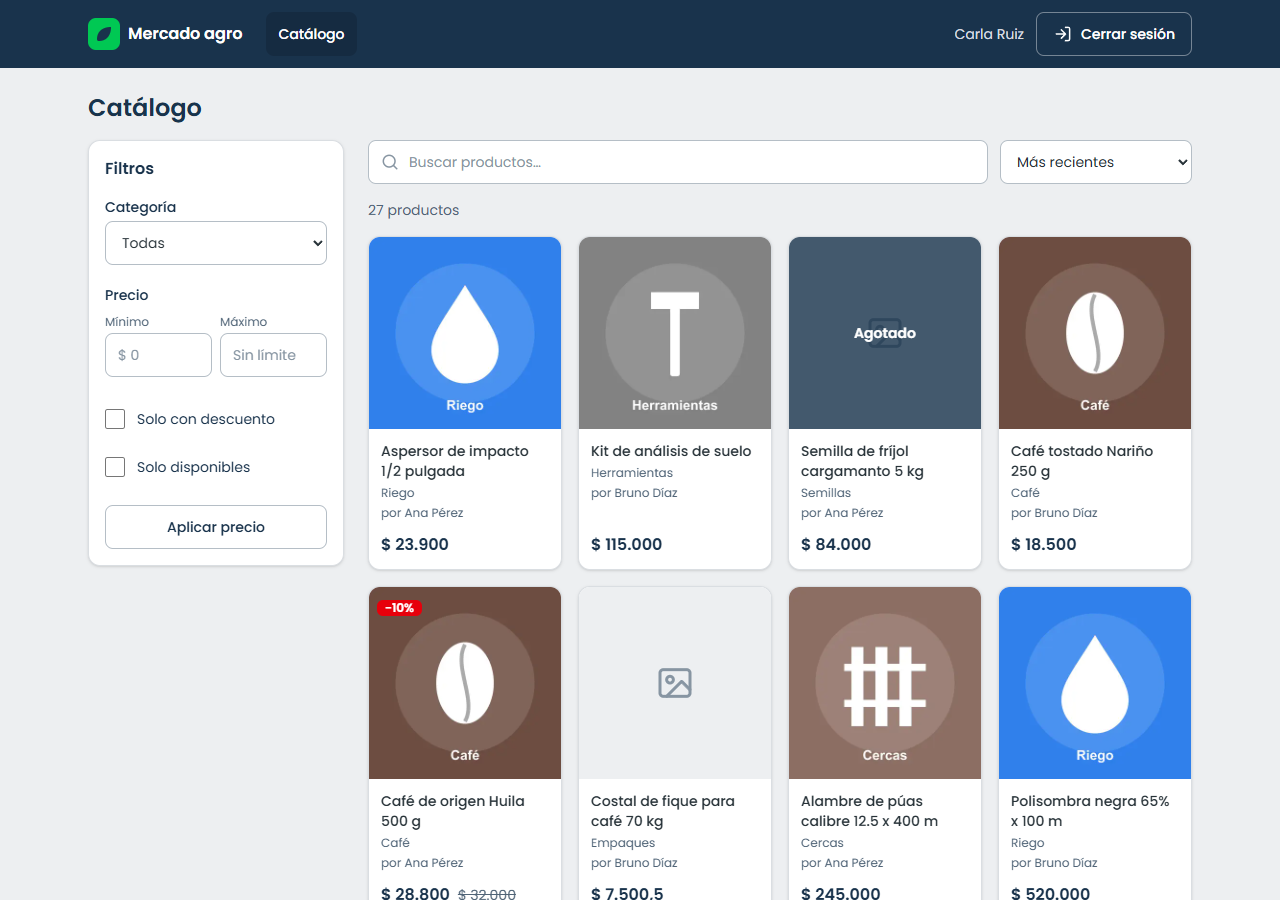 Mercado agro
Catálogo
Carla Ruiz
Cerrar sesión
Catálogo
Filtros
Categoría
Todas
Precio
Mínimo
Máximo
$ 0
Sin límite
Solo con descuento
Solo disponibles
Aplicar precio
Buscar productos…
Más recientes
27 productos
Riego
Aspersor de impacto
1/2 pulgada
Riego
por Ana Pérez
$ 23.900
Herramientas
Kit de análisis de suelo
Herramientas
por Bruno Díaz
$ 115.000
Agotado
Semilla de fríjol
cargamanto 5 kg
Semillas
por Ana Pérez
$ 84.000
Café
Café tostado Nariño
250 g
Café
por Bruno Díaz
$ 18.500
-10%
Café
Café de origen Huila
500 g
Café
por Ana Pérez
$ 28.800 $ 32.000
Costal de fique para
café 70 kg
Empaques
por Bruno Díaz
$ 7.500,5
Cercas
Alambre de púas
calibre 12.5 x 400 m
Cercas
por Ana Pérez
$ 245.000
Riego
Polisombra negra 65%
x 100 m
Riego
por Bruno Díaz
$ 520.000